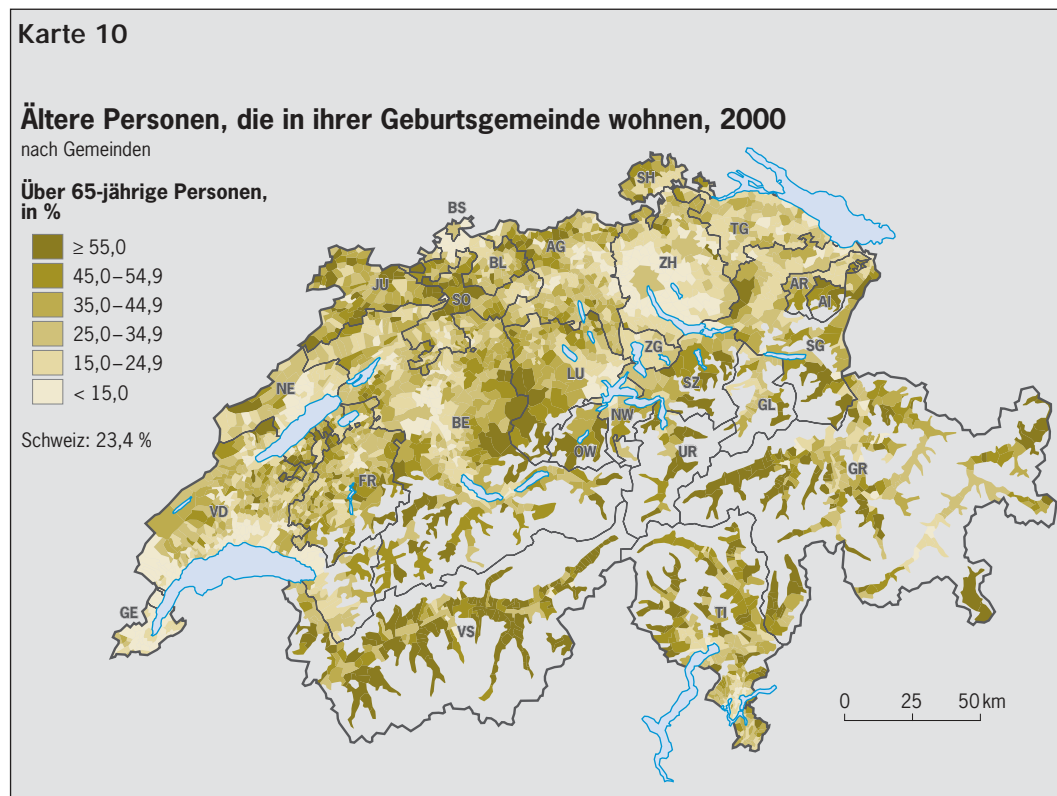 Karte 10
Ältere Personen, die in ihrer Geburtsgemeinde wohnen, 2000
nach Gemeinden
Über 65-jährige Personen,
in %
≥ 55,0
45,0–54,9
35,0–44,9
25,0–34,9
15,0–24,9
< 15,0
Schweiz: 23,4 %
SH
BS
TG
AG
BL
ZH
JU
AR
SO
AI
ZG
SG
LU
SZ
NE
GL
NW
BE
OW
UR
GR
FR
VD
GE
TI
VS
0 25 50 km